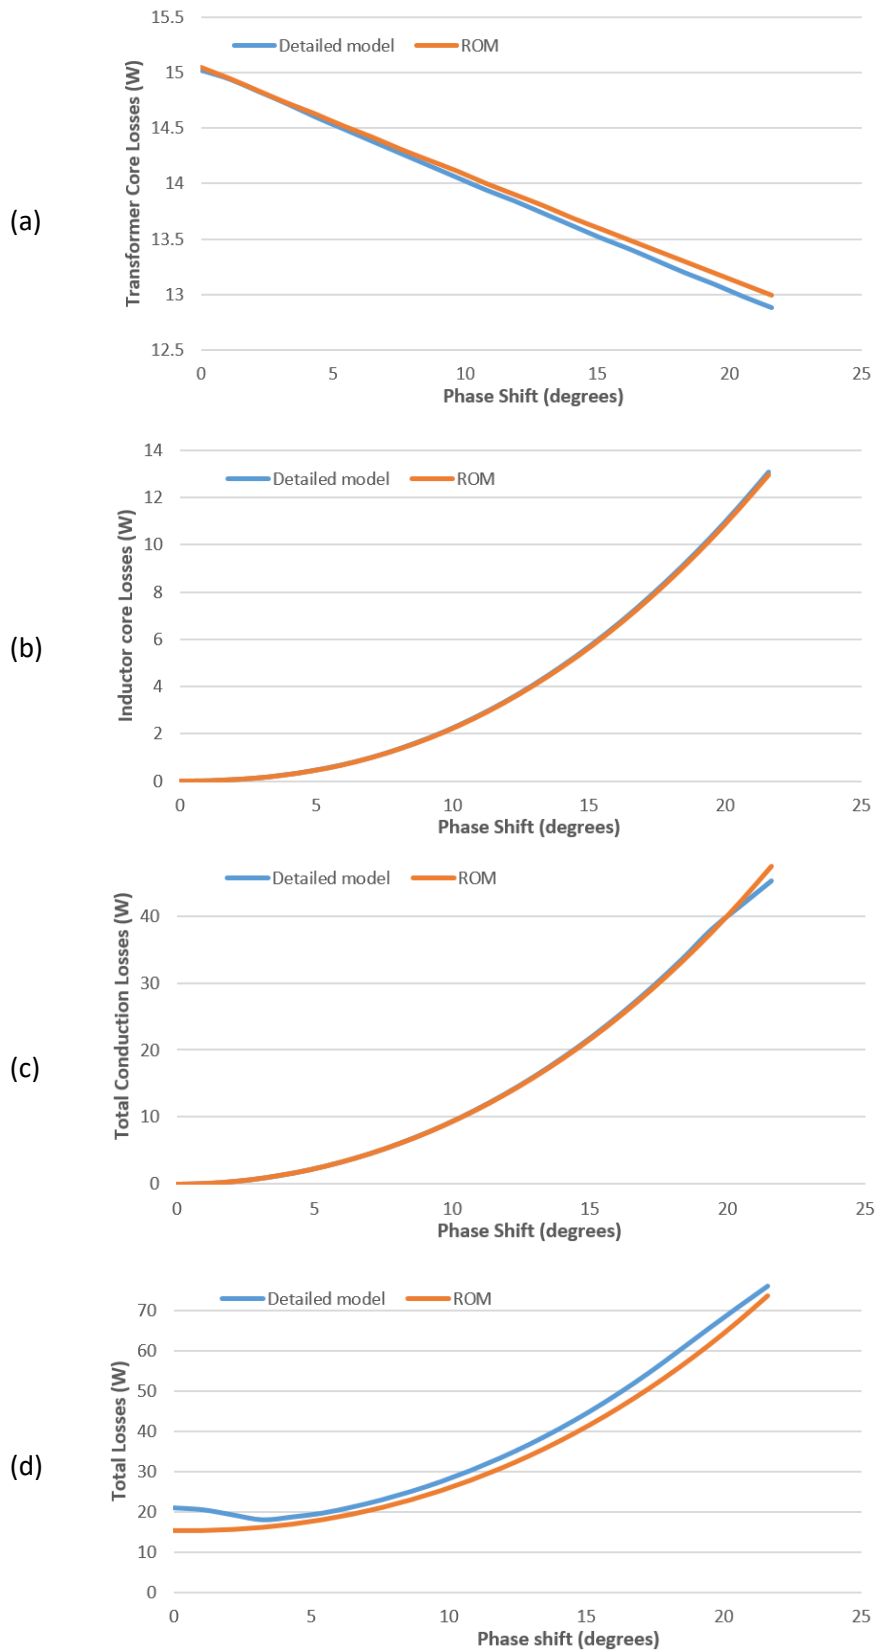 15.5
Detailed model ROM
15
14.5
14
13.5
13
12.5
Transformer Core Losses (W)
(a)
0 5 10 15 20 25
Phase Shift (degrees)
14
Detailed model ROM
12
10
8
6
4
2
0
Inductor core Losses (W)
(b)
0 5 10 15 20 25
Phase Shift (degrees)
Detailed model ROM
40
30
20
10
0
Total Conduction Losses (W)
(c)
0 5 10 15 20 25
Phase Shift (degrees)
Detailed model ROM
70
60
50
40
30
20
10
0
Total Losses (W)
(d)
0 5 10 15 20 25
Phase shift (degrees)